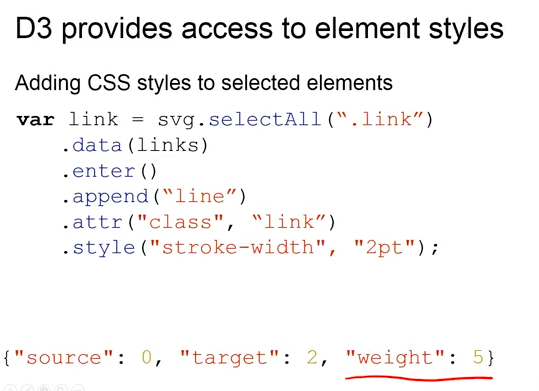 D3 provides access to element styles
Adding CSS styles to selected elements
var link = svg.selectAll(“.link”)
.data(links)
.enter()
.append(“line”)
.attr("class", “link”)
.style("stroke-width", "2pt");
{"source": 0, "target": 2, "weight": 5}